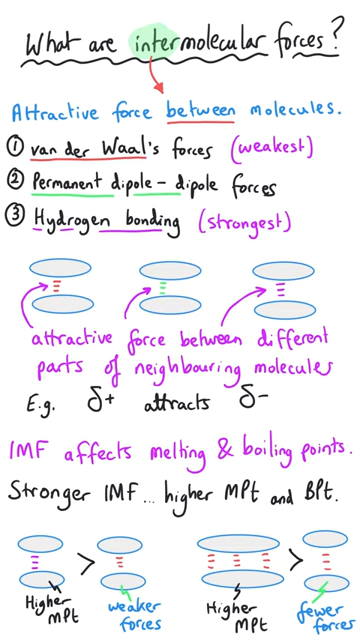 What are intermolecular forces?
Attractive force between molecules.
① van der Waal's forces (weakest)
② Permanent dipole - dipole forces
③ Hydrogen bonding (strongest)
attractive force between different
parts of neighbouring molecules
E.g. δ+ attracts δ-
IMF affects melting & boiling points.
Stronger IMF... higher MPt and BPt.
> >
Higher MPt weaker forces Higher MPt fewer forces